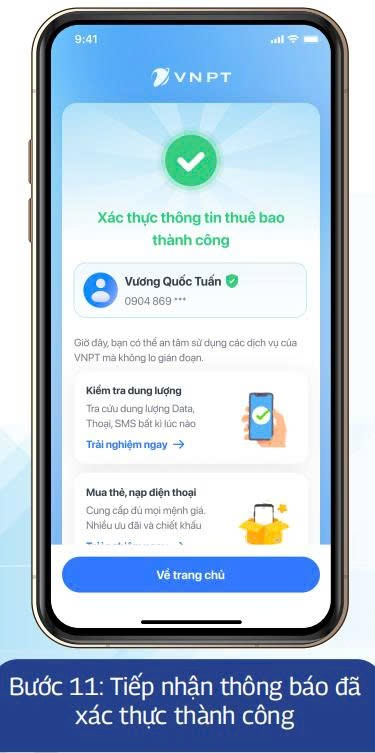 9:41
VNPT
Xác thực thông tin thuê bao
thành công
Vương Quốc Tuấn
0904 869 ***
Giờ đây, bạn có thể an tâm sử dụng các dịch vụ của
VNPT mà không lo gián đoạn.
Kiểm tra dung lượng
Tra cứu dung lượng Data,
Thoại, SMS bất kì lúc nào
Trải nghiệm ngay →
Mua thẻ, nạp điện thoại
Cung cấp đủ mọi mệnh giá.
Nhiều ưu đãi và chiết khấu
Về trang chủ
Bước 11: Tiếp nhận thông báo đã
xác thực thành công